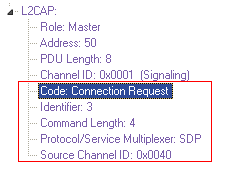 L2CAP:
Role: Master
Address: 50
PDU Length: 8
Channel ID: 0x0001 (Signaling)
Code: Connection Request
Identifier: 3
Command Length: 4
Protocol/Service Multiplexer: SDP
Source Channel ID: 0x0040